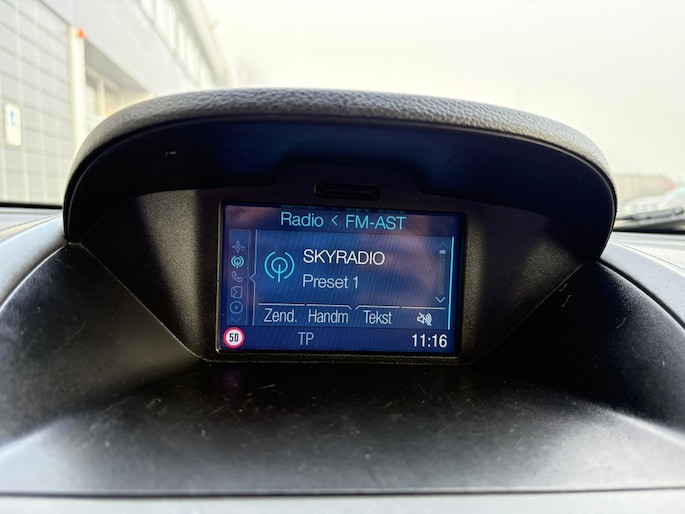 Radio < FM-AST
SKYRADIO
Preset 1
Zend. Handm Tekst
50 TP 11:16